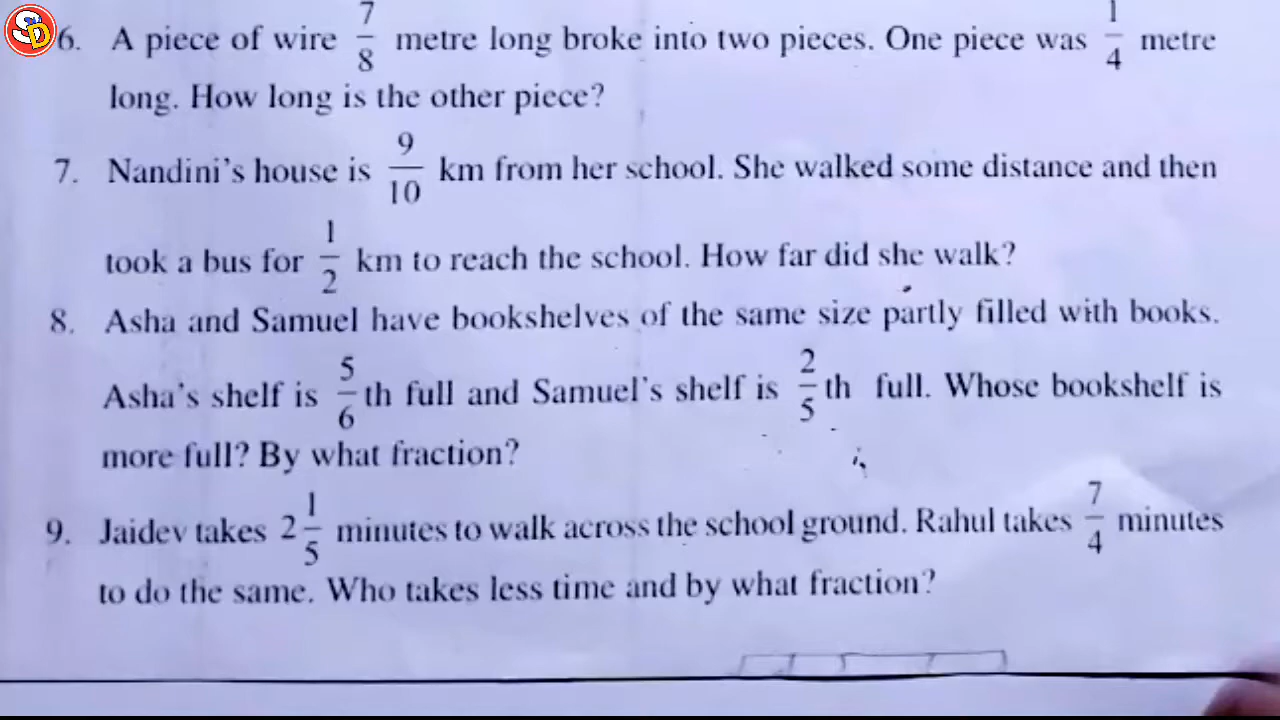 6. A piece of wire 7/8 metre long broke into two pieces. One piece was 1/4 metre
long. How long is the other piece?
7. Nandini's house is 9/10 km from her school. She walked some distance and then
took a bus for 1/2 km to reach the school. How far did she walk?
8. Asha and Samuel have bookshelves of the same size partly filled with books.
Asha's shelf is 5/6 th full and Samuel's shelf is 2/5 th full. Whose bookshelf is
more full? By what fraction?
9. Jaidev takes 2 1/5 minutes to walk across the school ground. Rahul takes 7/4 minutes
to do the same. Who takes less time and by what fraction?